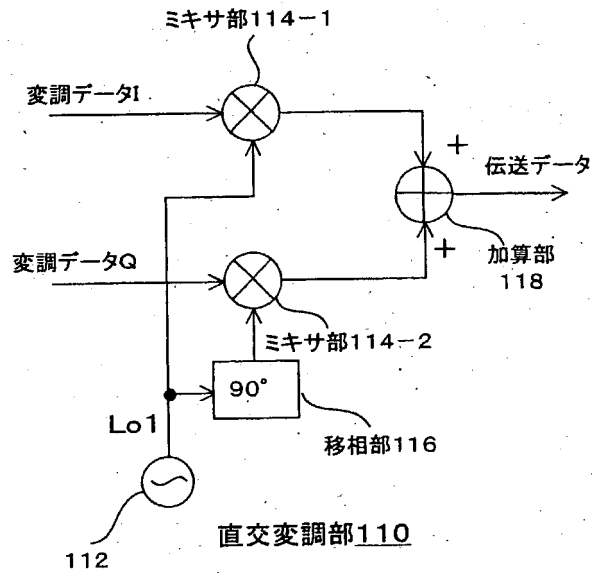 ミキサ部114-1
変調データI
+
伝送データ
変調データQ
+
加算部
118
ミキサ部114-2
90°
Lo1
移相部116
112
直交変調部110